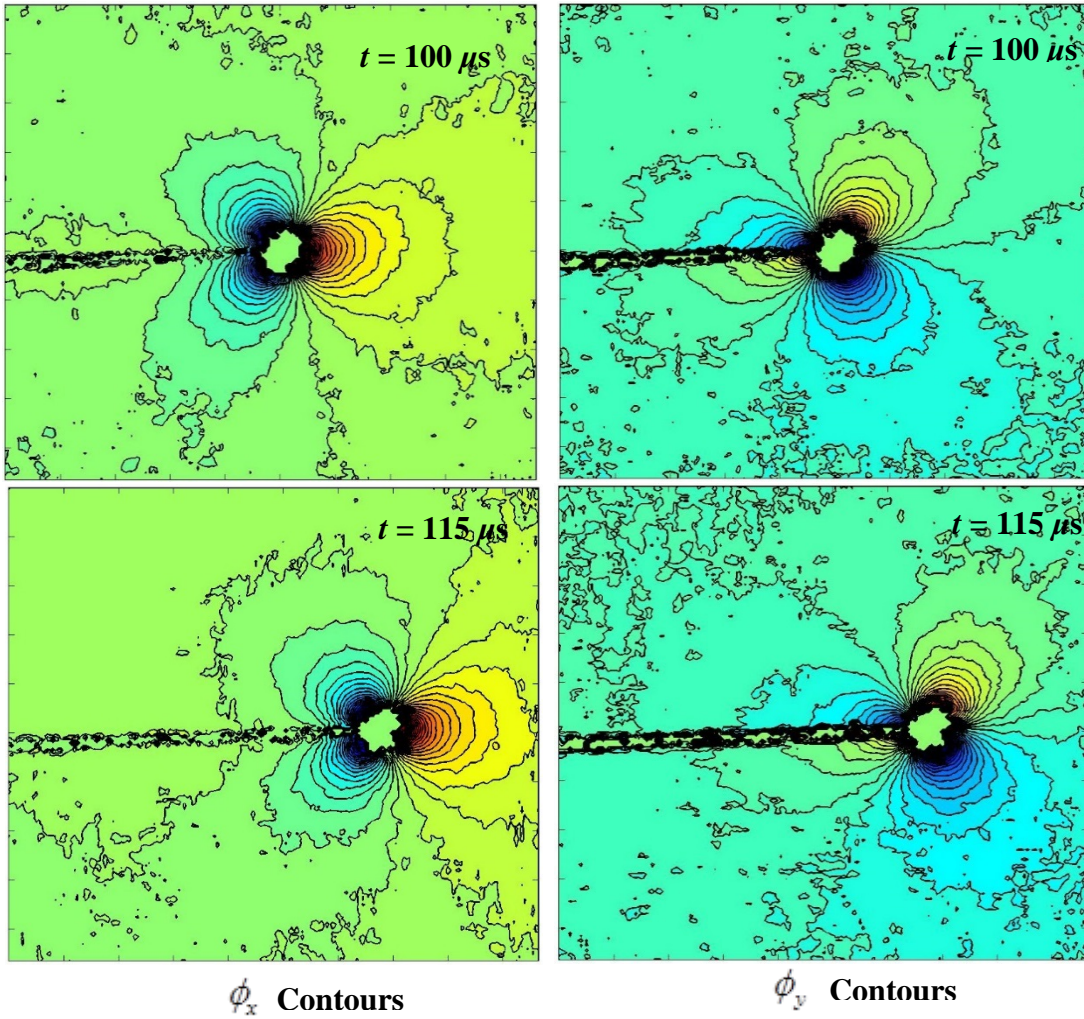 t = 100 μs
t = 100 μs
t = 115 μs
t = 115 μs
ϕx Contours
ϕy Contours